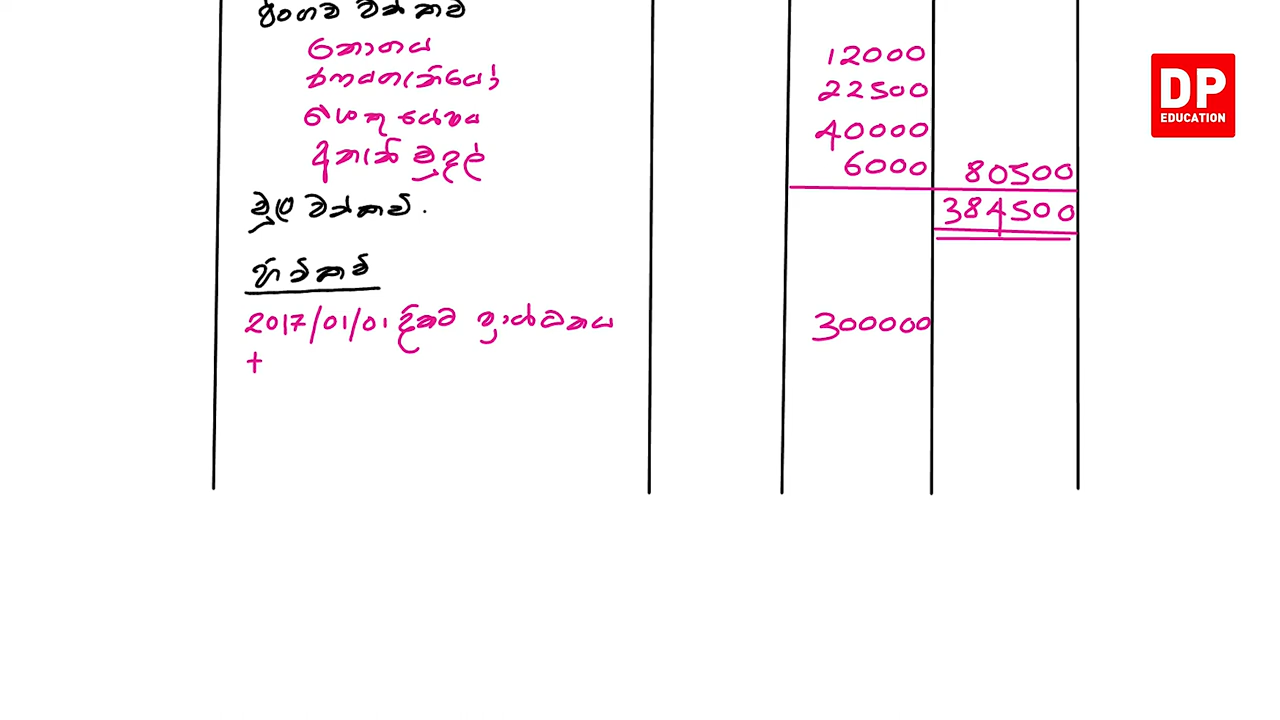 ජංගම වත්කම්
තොගය 12000
ණයගැතියෝ 22500
බැංකු ශේෂය 40000
අතැති මුදල් 6000 80500
මුලු වත්කම්. 384500
හිමිකම්
2017/01/01 දිනට ප්‍රාග්ධනය 300000
+
DP
EDUCATION